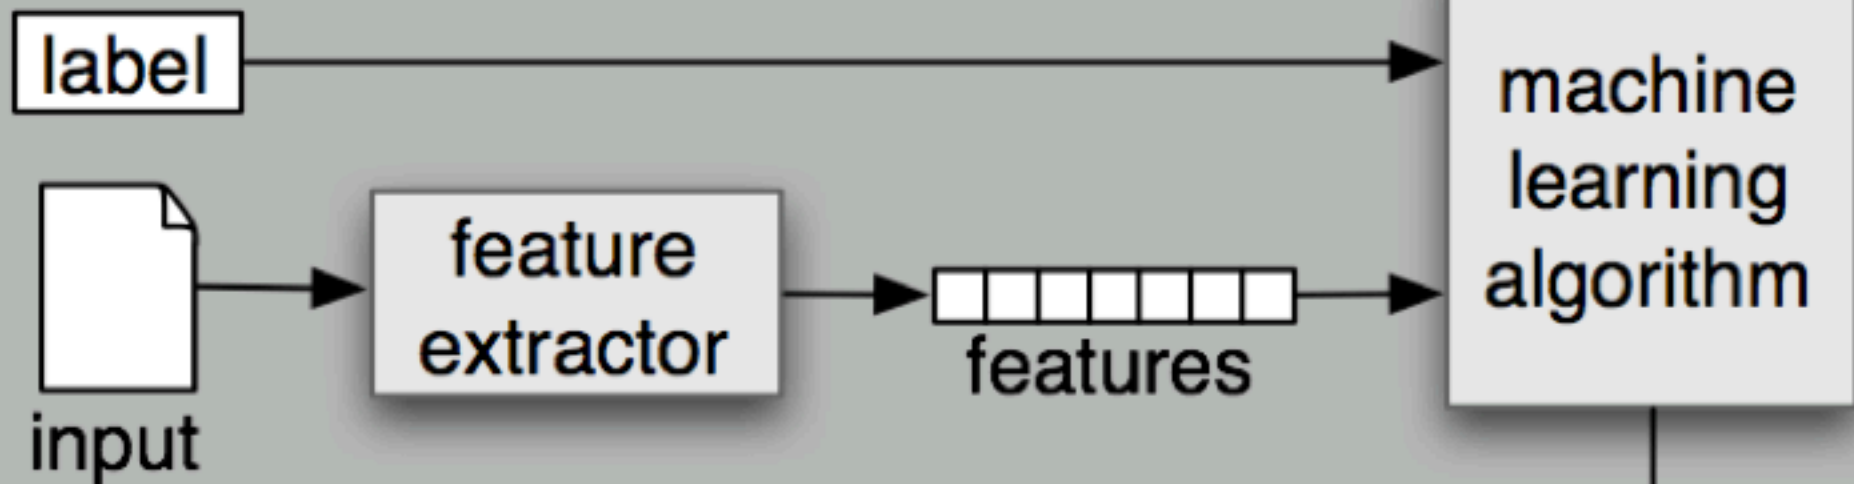 label
input
feature
extractor
features
machine
learning
algorithm